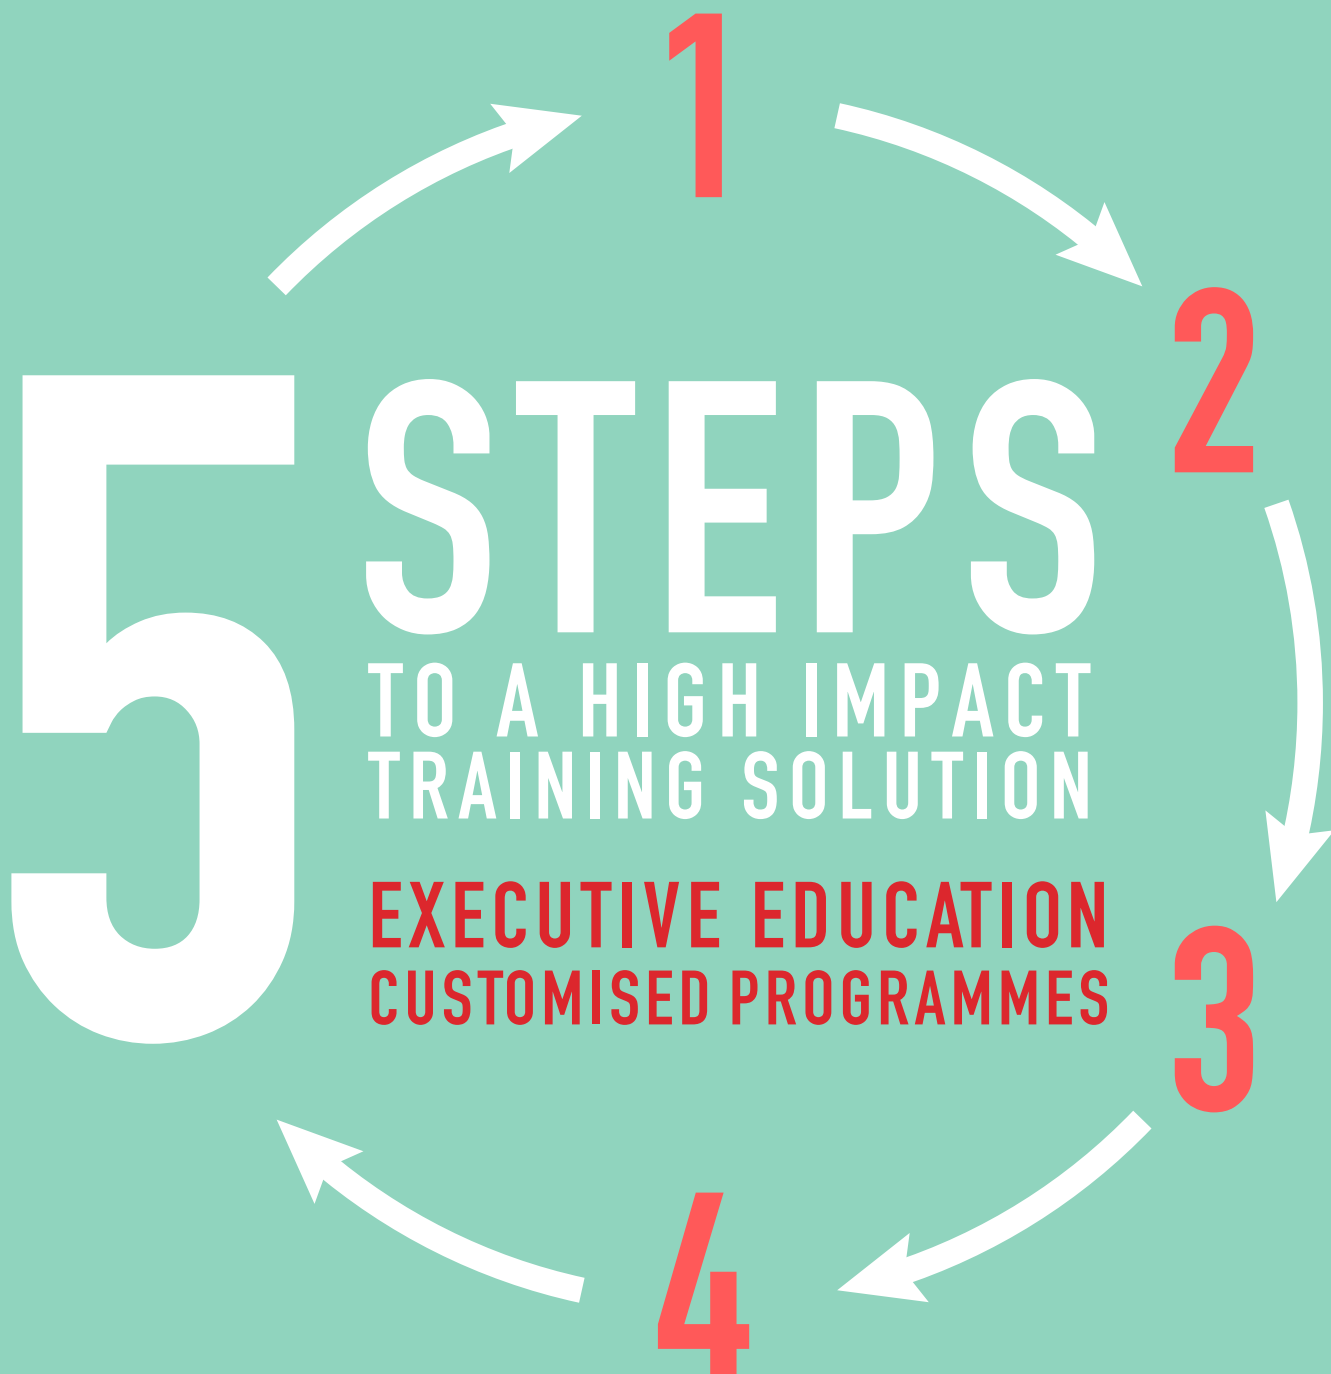 1
2
5 STEPS
TO A HIGH IMPACT
TRAINING SOLUTION
EXECUTIVE EDUCATION
CUSTOMISED PROGRAMMES
3
4